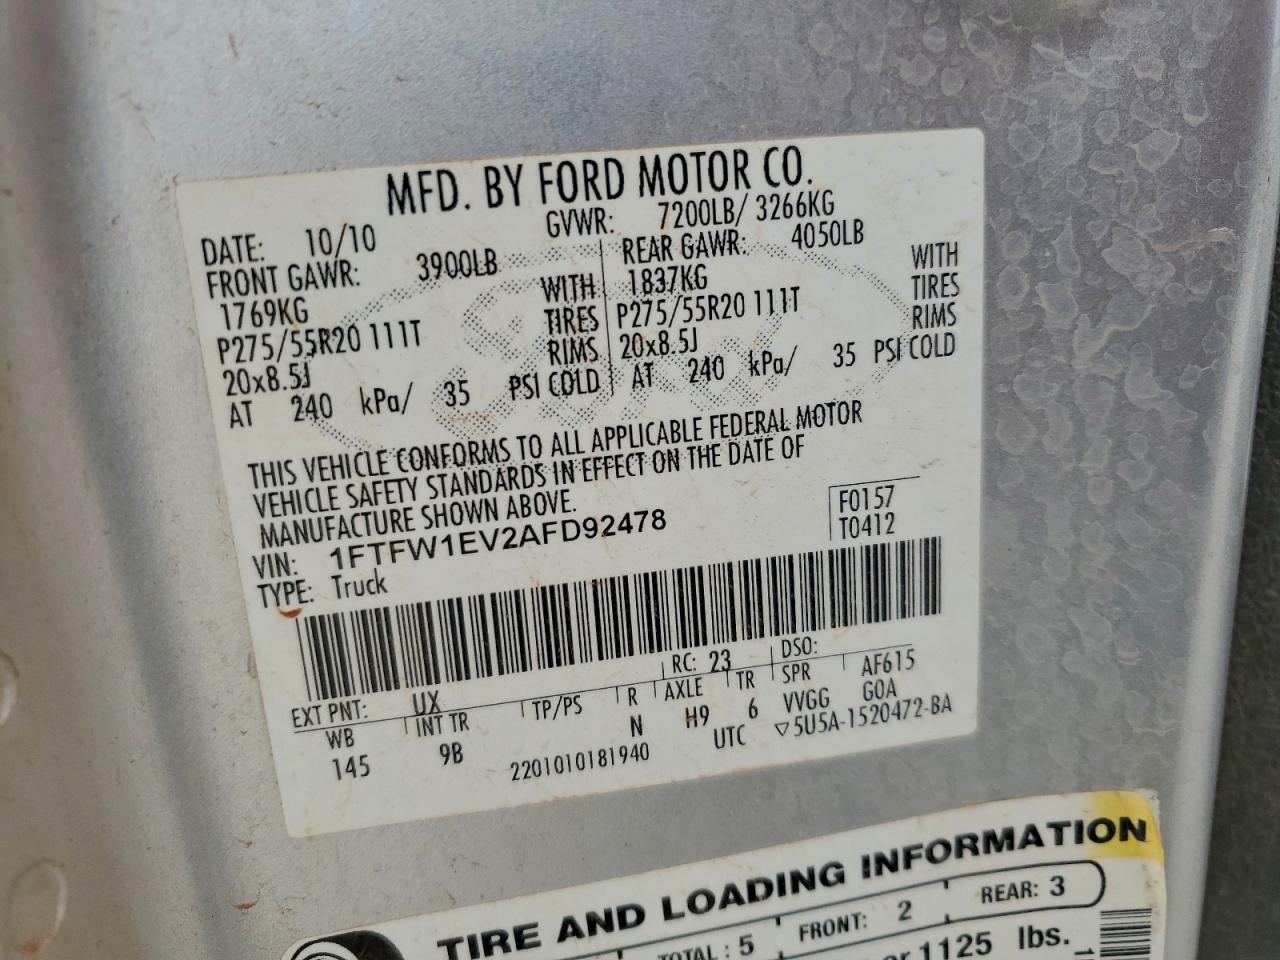 MFD. BY FORD MOTOR CO.
DATE: 10/10 GVWR: 7200LB/ 3266KG
FRONT GAWR: 3900LB REAR GAWR: 4050LB
1769KG WITH 1837KG WITH
P275/55R20 111T TIRES P275/55R20 111T TIRES
20x8.5J RIMS 20x8.5J RIMS
AT 240 kPa/ 35 PSI COLD AT 240 kPa/ 35 PSI COLD
THIS VEHICLE CONFORMS TO ALL APPLICABLE FEDERAL MOTOR
VEHICLE SAFETY STANDARDS IN EFFECT ON THE DATE OF
MANUFACTURE SHOWN ABOVE.
VIN: 1FTFW1EV2AFD92478 F0157
TYPE: Truck T0412
EXT PNT: UX RC: 23 DSO: AF615
WB INT TR TP/PS R AXLE TR SPR G0A
145 9B N H9 6 VVGG
2201010181940 UTC ▽5U5A-1520472-BA
TIRE AND LOADING INFORMATION
TOTAL : 5 FRONT: 2 REAR: 3
or 1125 lbs.